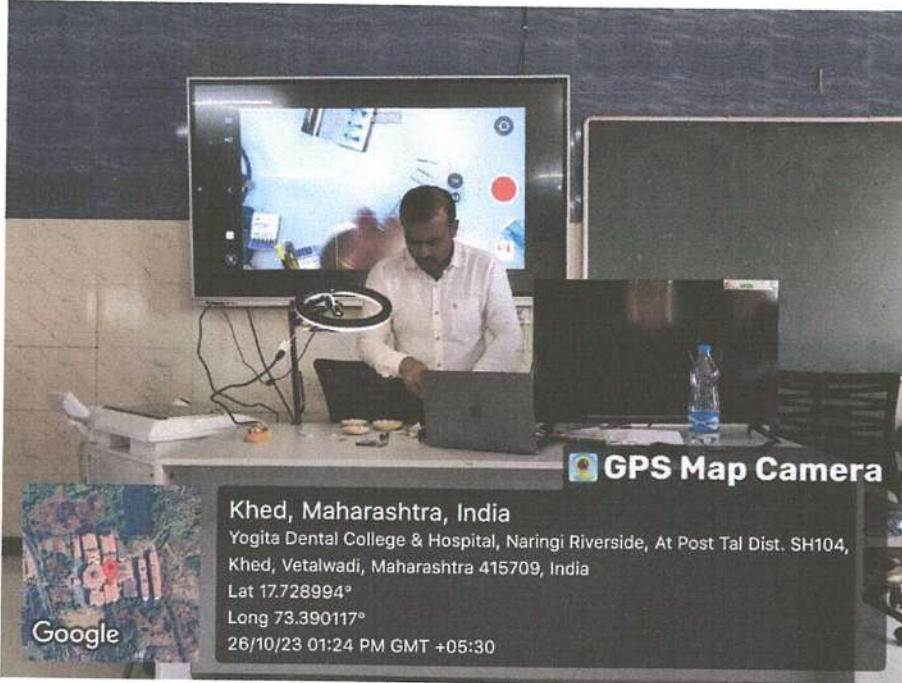 GPS Map Camera
Khed, Maharashtra, India
Yogita Dental College & Hospital, Naringi Riverside, At Post Tal Dist. SH104,
Khed, Vetalwadi, Maharashtra 415709, India
Lat 17.728994°
Long 73.390117°
26/10/23 01:24 PM GMT +05:30
Google